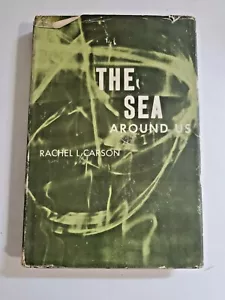 THE
SEA
AROUND US
RACHEL L. CARSON